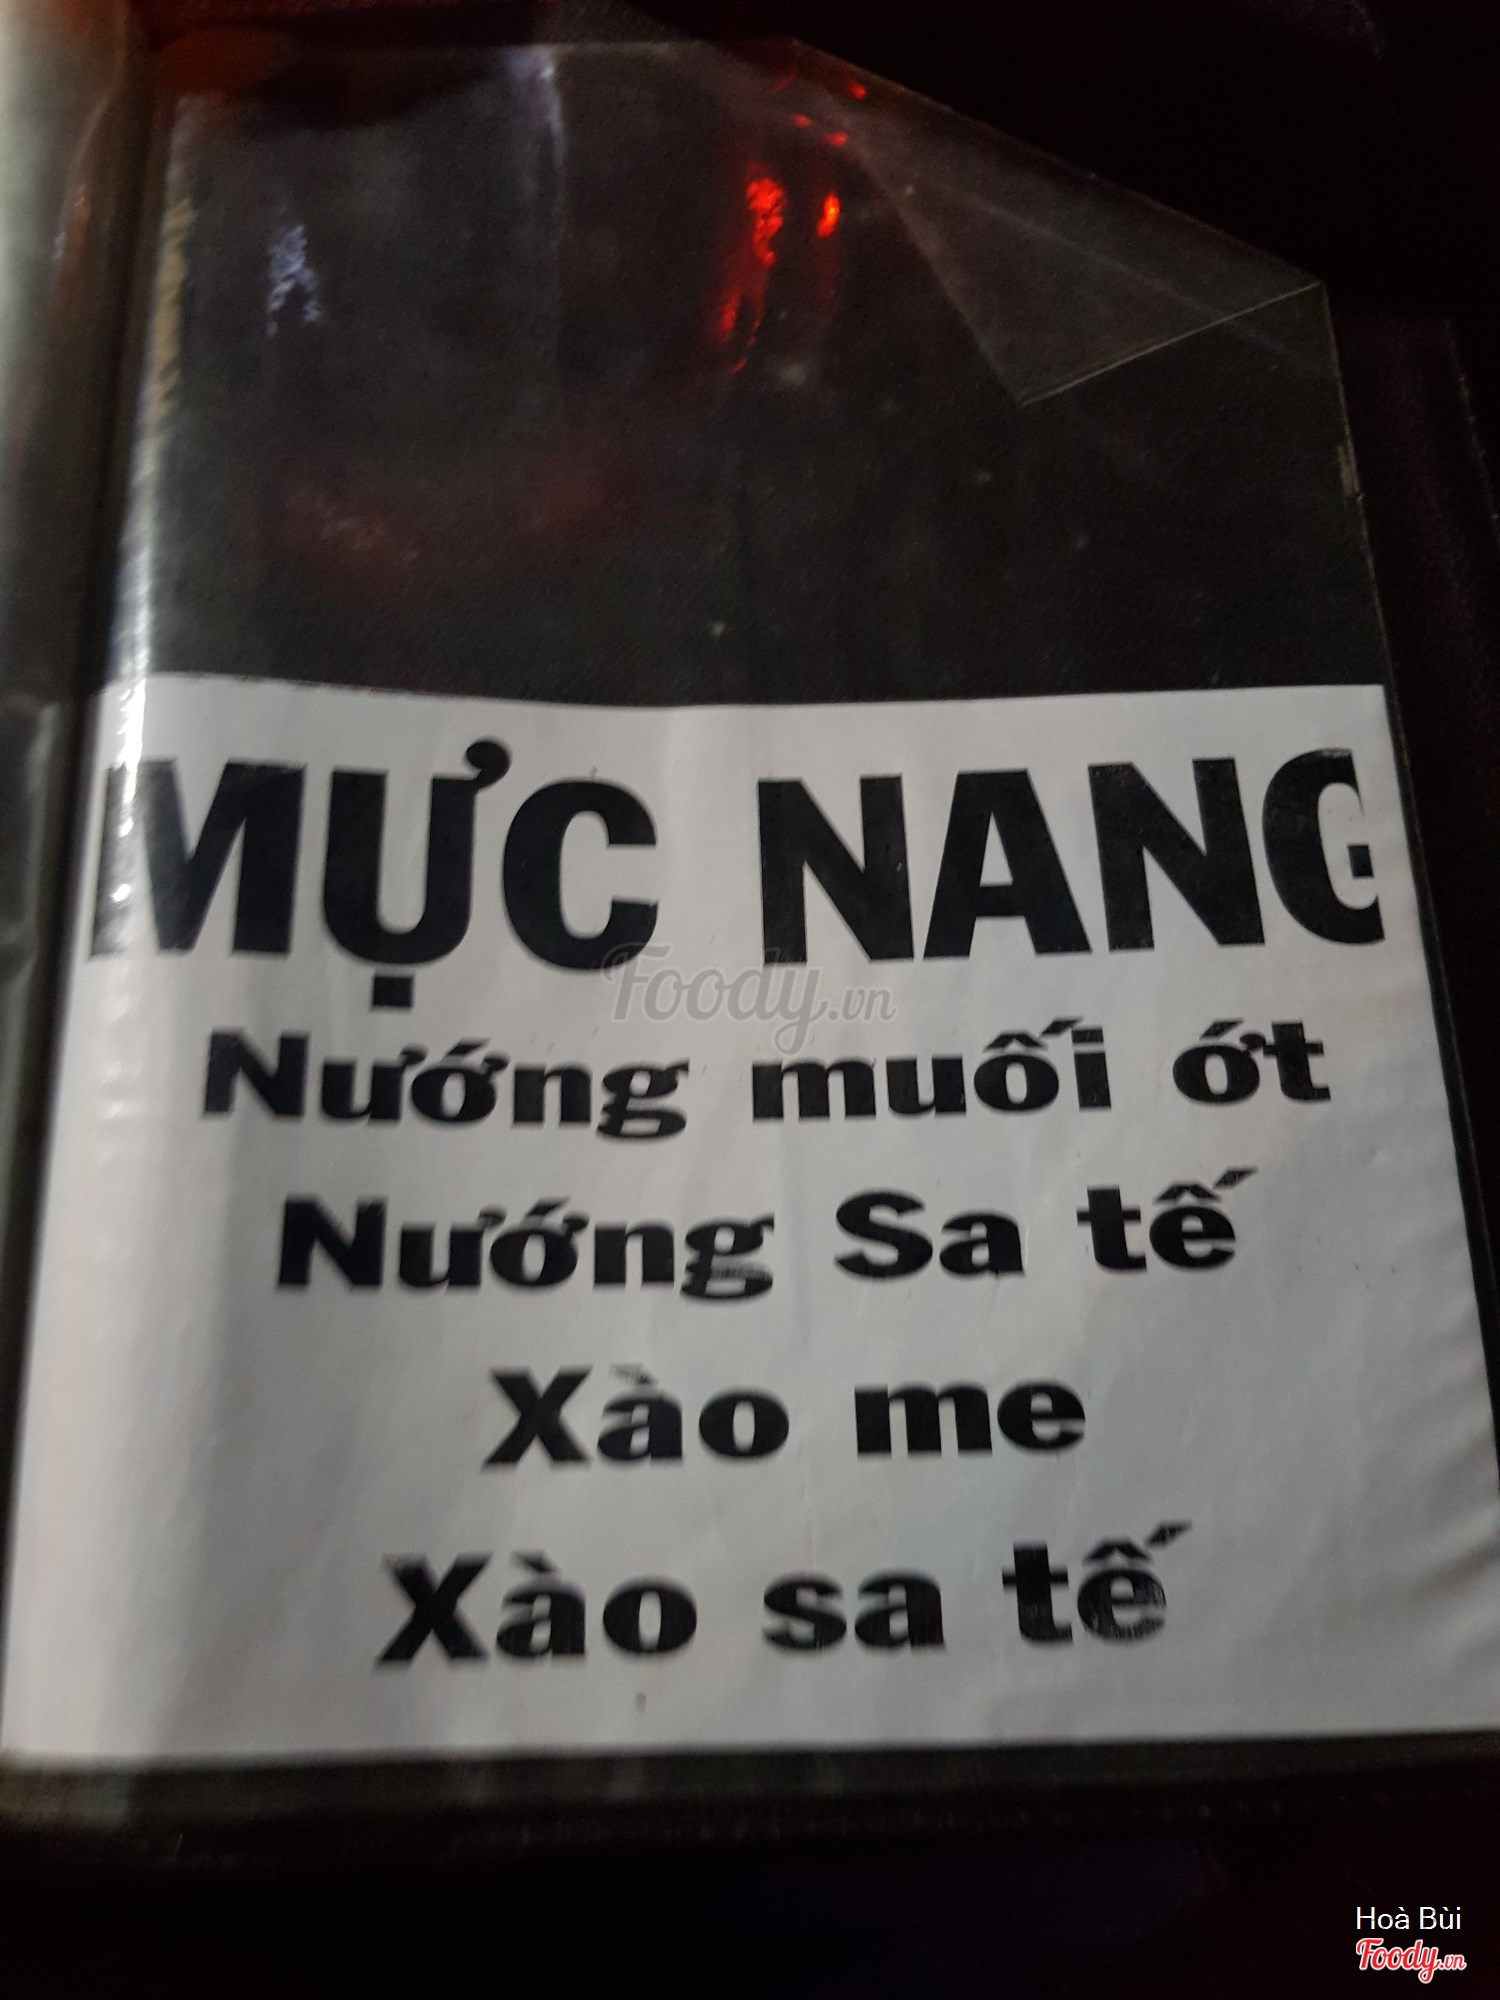 MỰC NANG
Foody.vn
Nướng muối ớt
Nướng Sa tế
Xào me
Xào sa tế
Hoà Bùi
Foody.vn